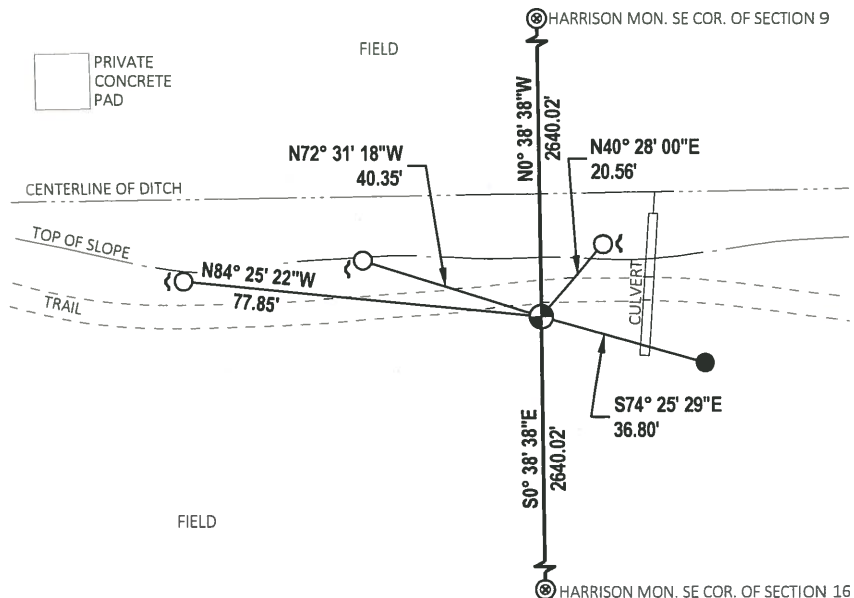 HARRISON MON. SE COR. OF SECTION 9
FIELD
PRIVATE
CONCRETE
PAD
N0° 38' 38"W
2640.02'
N72° 31' 18"W
40.35'
N40° 28' 00"E
20.56'
CENTERLINE OF DITCH
TOP OF SLOPE
N84° 25' 22"W
77.85'
TRAIL
CULVERT
S74° 25' 29"E
36.80'
S0° 38' 38"E
2640.02'
FIELD
HARRISON MON. SE COR. OF SECTION 16